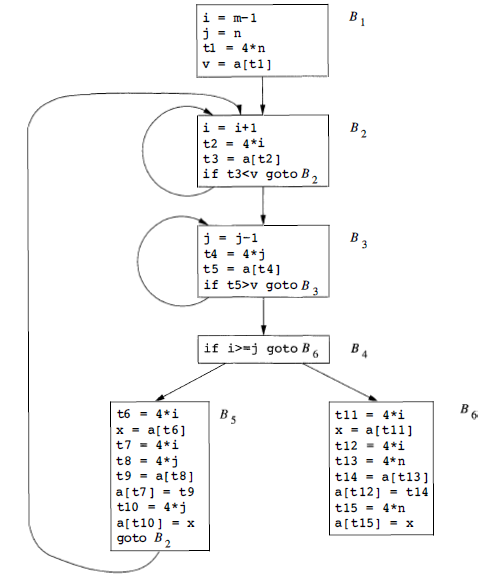 i = m-1
j = n
t1 = 4*n
v = a[t1]
B1
i = i+1
t2 = 4*i
t3 = a[t2]
if t3<v goto B2
B2
j = j-1
t4 = 4*j
t5 = a[t4]
if t5>v goto B3
B3
if i>=j goto B6
B4
t6 = 4*i
x = a[t6]
t7 = 4*i
t8 = 4*j
t9 = a[t8]
a[t7] = t9
t10 = 4*j
a[t10] = x
goto B2
B5
t11 = 4*i
x = a[t11]
t12 = 4*i
t13 = 4*n
t14 = a[t13]
a[t12] = t14
t15 = 4*n
a[t15] = x
B6